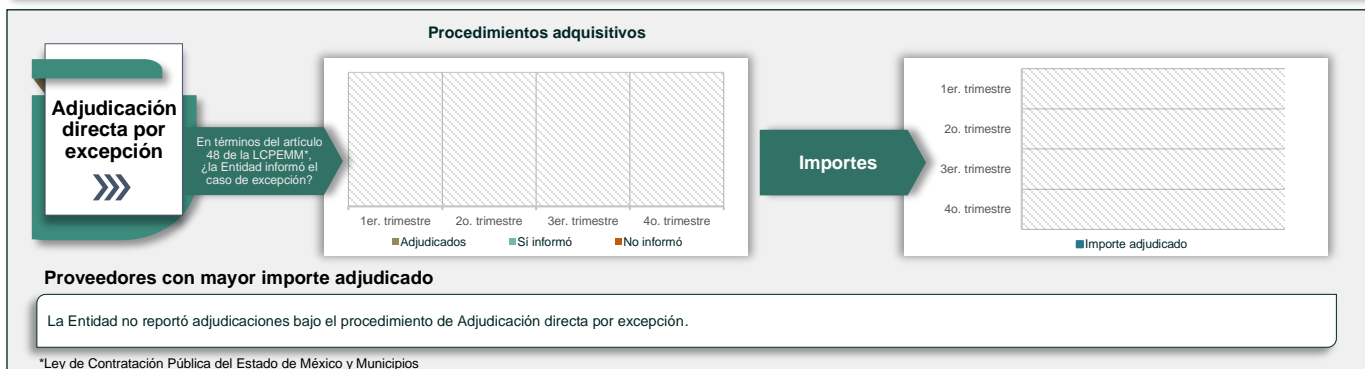 Procedimientos adquisitivos
Adjudicación
directa por
excepción
En términos del artículo
48 de la LCPEMM*,
¿la Entidad informó el
caso de excepción?
1er. trimestre 2o. trimestre 3er. trimestre 4o. trimestre
Adjudicados Sí informó No informó
Importes
1er. trimestre
2o. trimestre
3er. trimestre
4o. trimestre
Importe adjudicado
Proveedores con mayor importe adjudicado
La Entidad no reportó adjudicaciones bajo el procedimiento de Adjudicación directa por excepción.
*Ley de Contratación Pública del Estado de México y Municipios